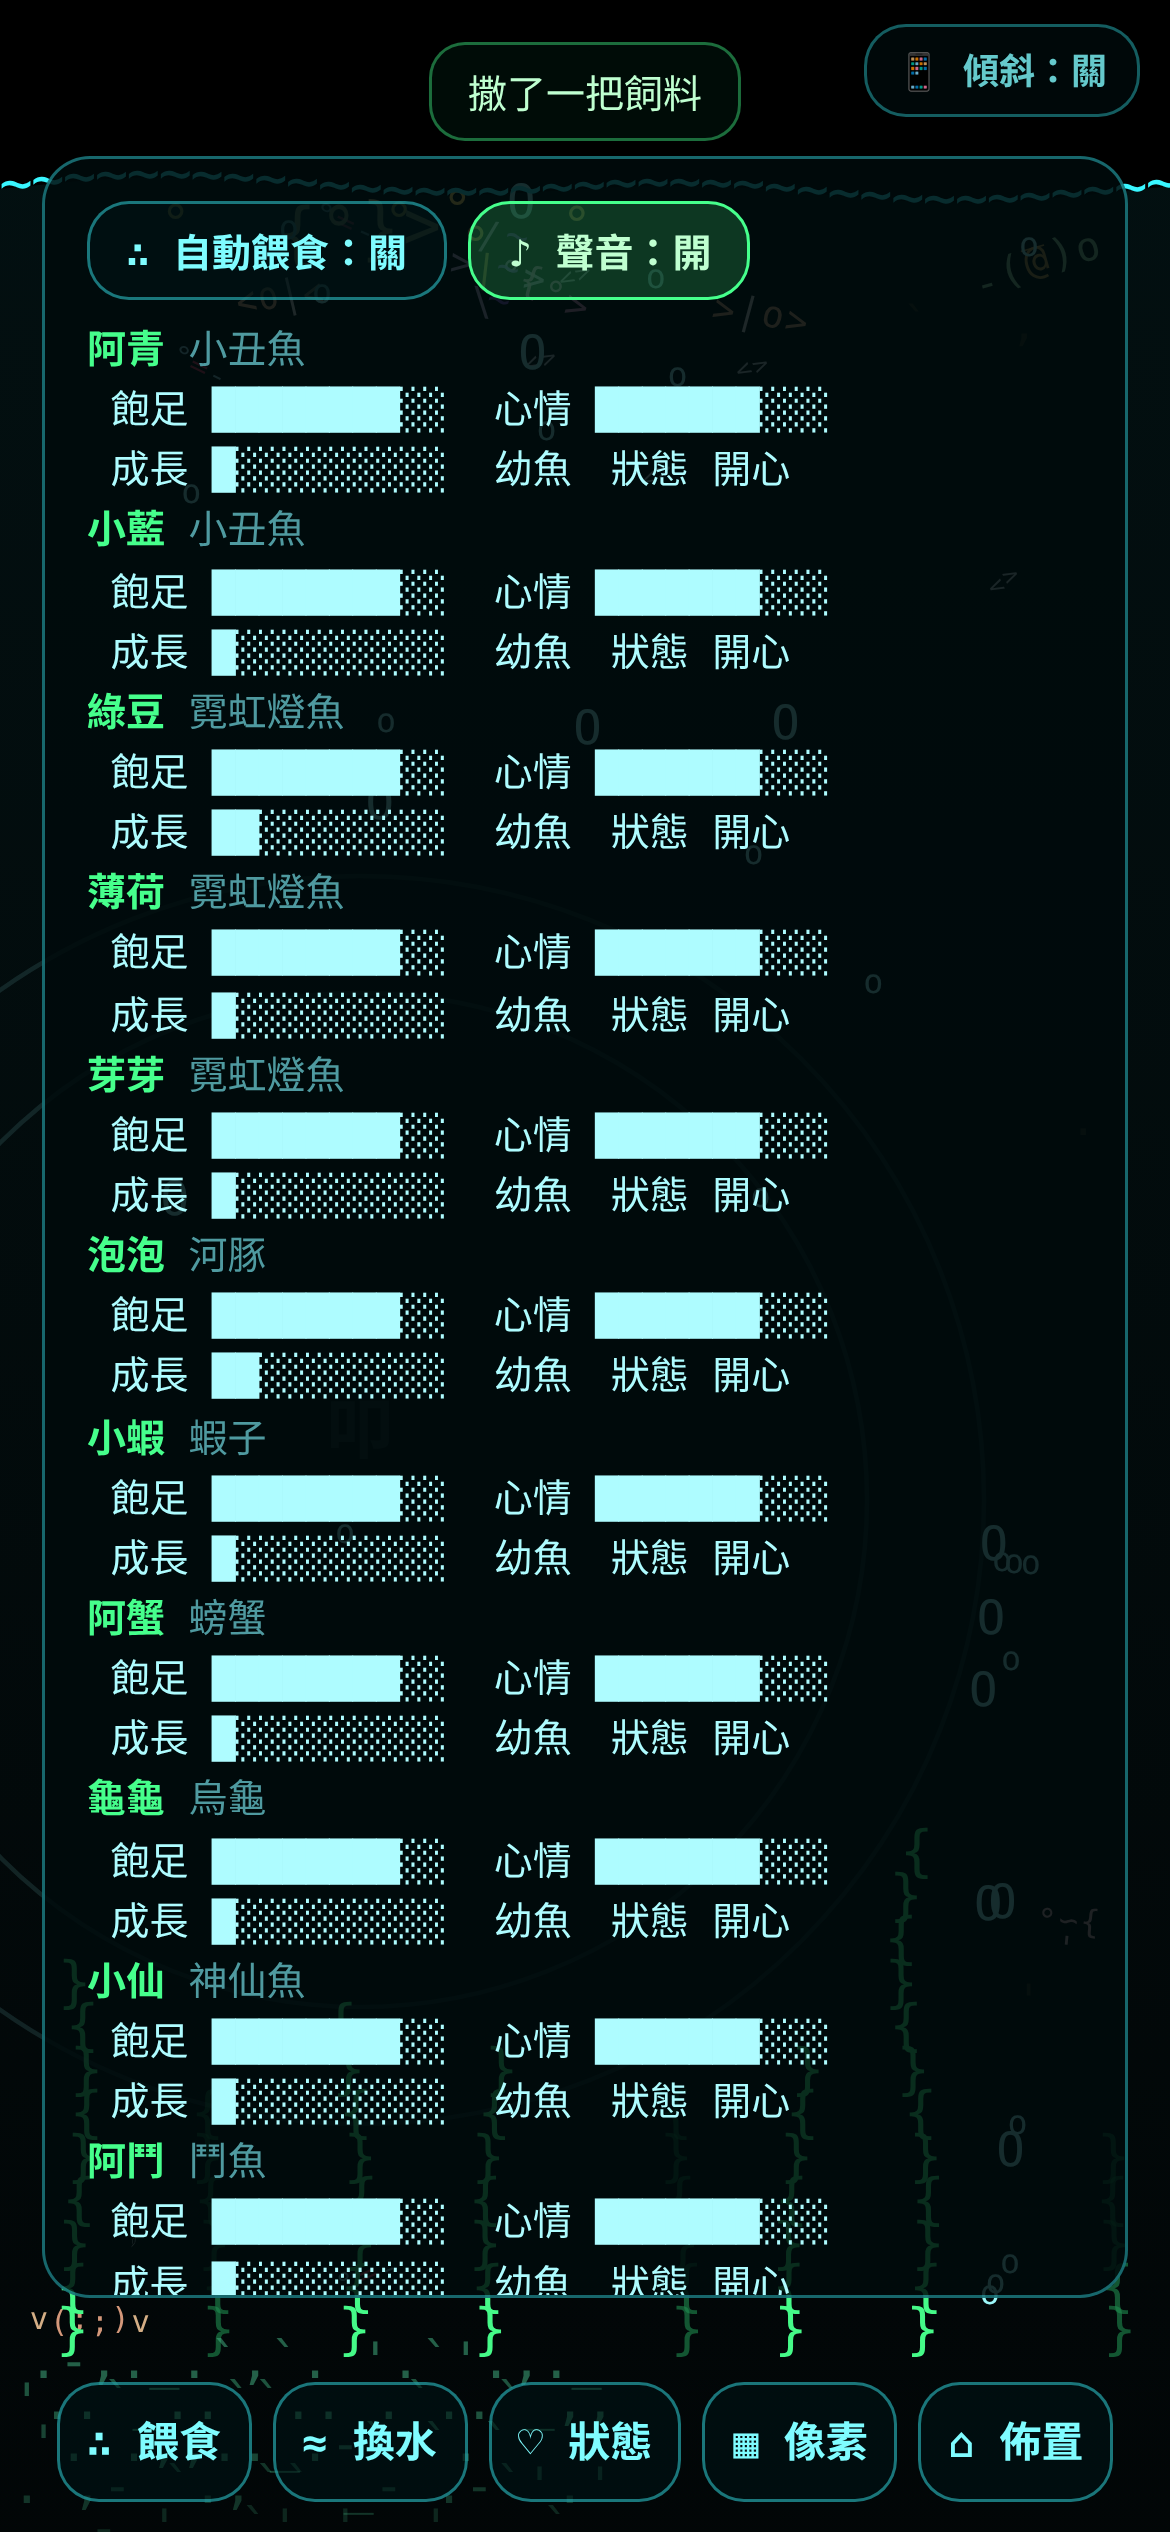 撒了一把飼料
📱 傾斜：關
∴ 自動餵食：關
♪ 聲音：開
阿青 小丑魚
飽足 ████████░░ 心情 ███████░░░
成長 █░░░░░░░░░ 幼魚 狀態 開心
小藍 小丑魚
飽足 ████████░░ 心情 ███████░░░
成長 █░░░░░░░░░ 幼魚 狀態 開心
綠豆 霓虹燈魚
飽足 ████████░░ 心情 ███████░░░
成長 ██░░░░░░░░ 幼魚 狀態 開心
薄荷 霓虹燈魚
飽足 ████████░░ 心情 ███████░░░
成長 █░░░░░░░░░ 幼魚 狀態 開心
芽芽 霓虹燈魚
飽足 ████████░░ 心情 ███████░░░
成長 █░░░░░░░░░ 幼魚 狀態 開心
泡泡 河豚
飽足 ████████░░ 心情 ███████░░░
成長 ██░░░░░░░░ 幼魚 狀態 開心
小蝦 蝦子
飽足 ████████░░ 心情 ███████░░░
成長 █░░░░░░░░░ 幼魚 狀態 開心
阿蟹 螃蟹
飽足 ████████░░ 心情 ███████░░░
成長 █░░░░░░░░░ 幼魚 狀態 開心
龜龜 烏龜
飽足 ████████░░ 心情 ███████░░░
成長 █░░░░░░░░░ 幼魚 狀態 開心
小仙 神仙魚
飽足 ████████░░ 心情 ███████░░░
成長 █░░░░░░░░░ 幼魚 狀態 開心
阿鬥 鬥魚
飽足 ████████░░ 心情 ███████░░░
成長 █░░░░░░░░░ 幼魚 狀態 開心
v(;;)v
∴ 餵食
≈ 換水
♡ 狀態
▦ 像素
⌂ 佈置